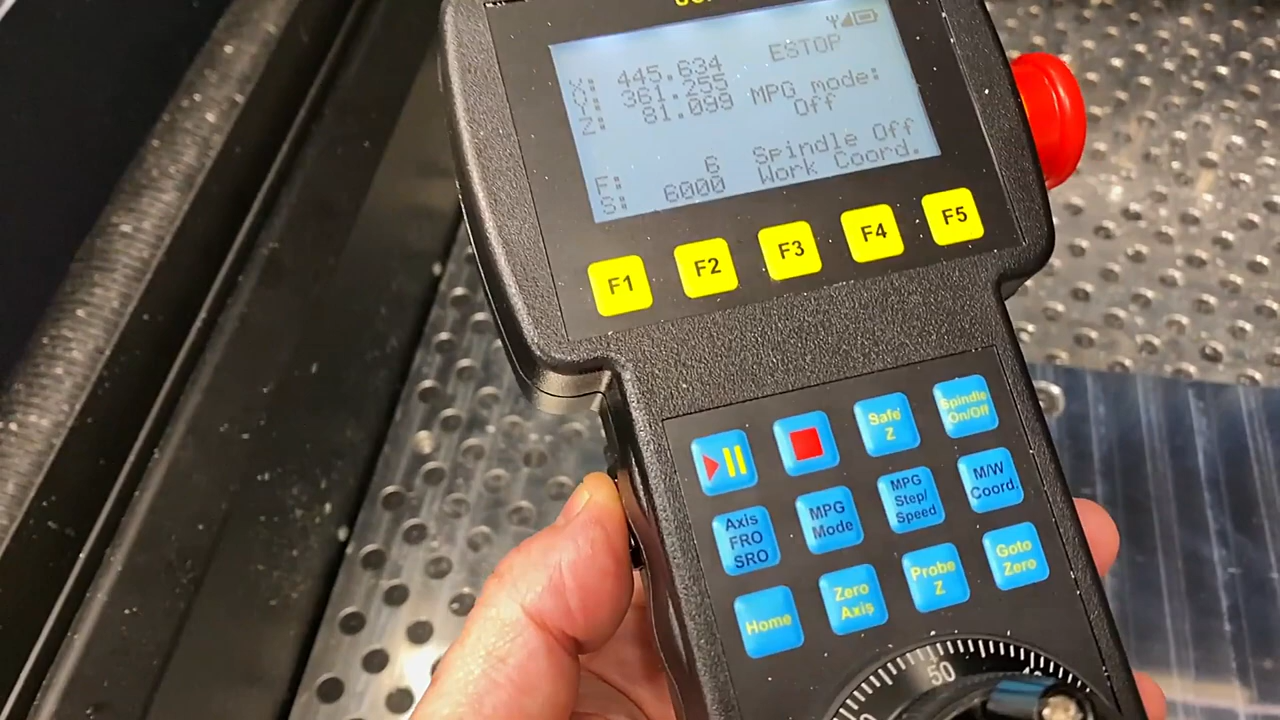 ESTOP
X: 445.634
Y: 361.255 MPG mode:
Z: 81.099 Off
F: 6 Spindle Off
S: 6000 Work Coord.
F1 F2 F3 F4 F5
Safe Z
Spindle On/Off
Axis FRO SRO
MPG Mode
MPG Step/ Speed
M/W Coord.
Home
Zero Axis
Probe Z
Goto Zero
50